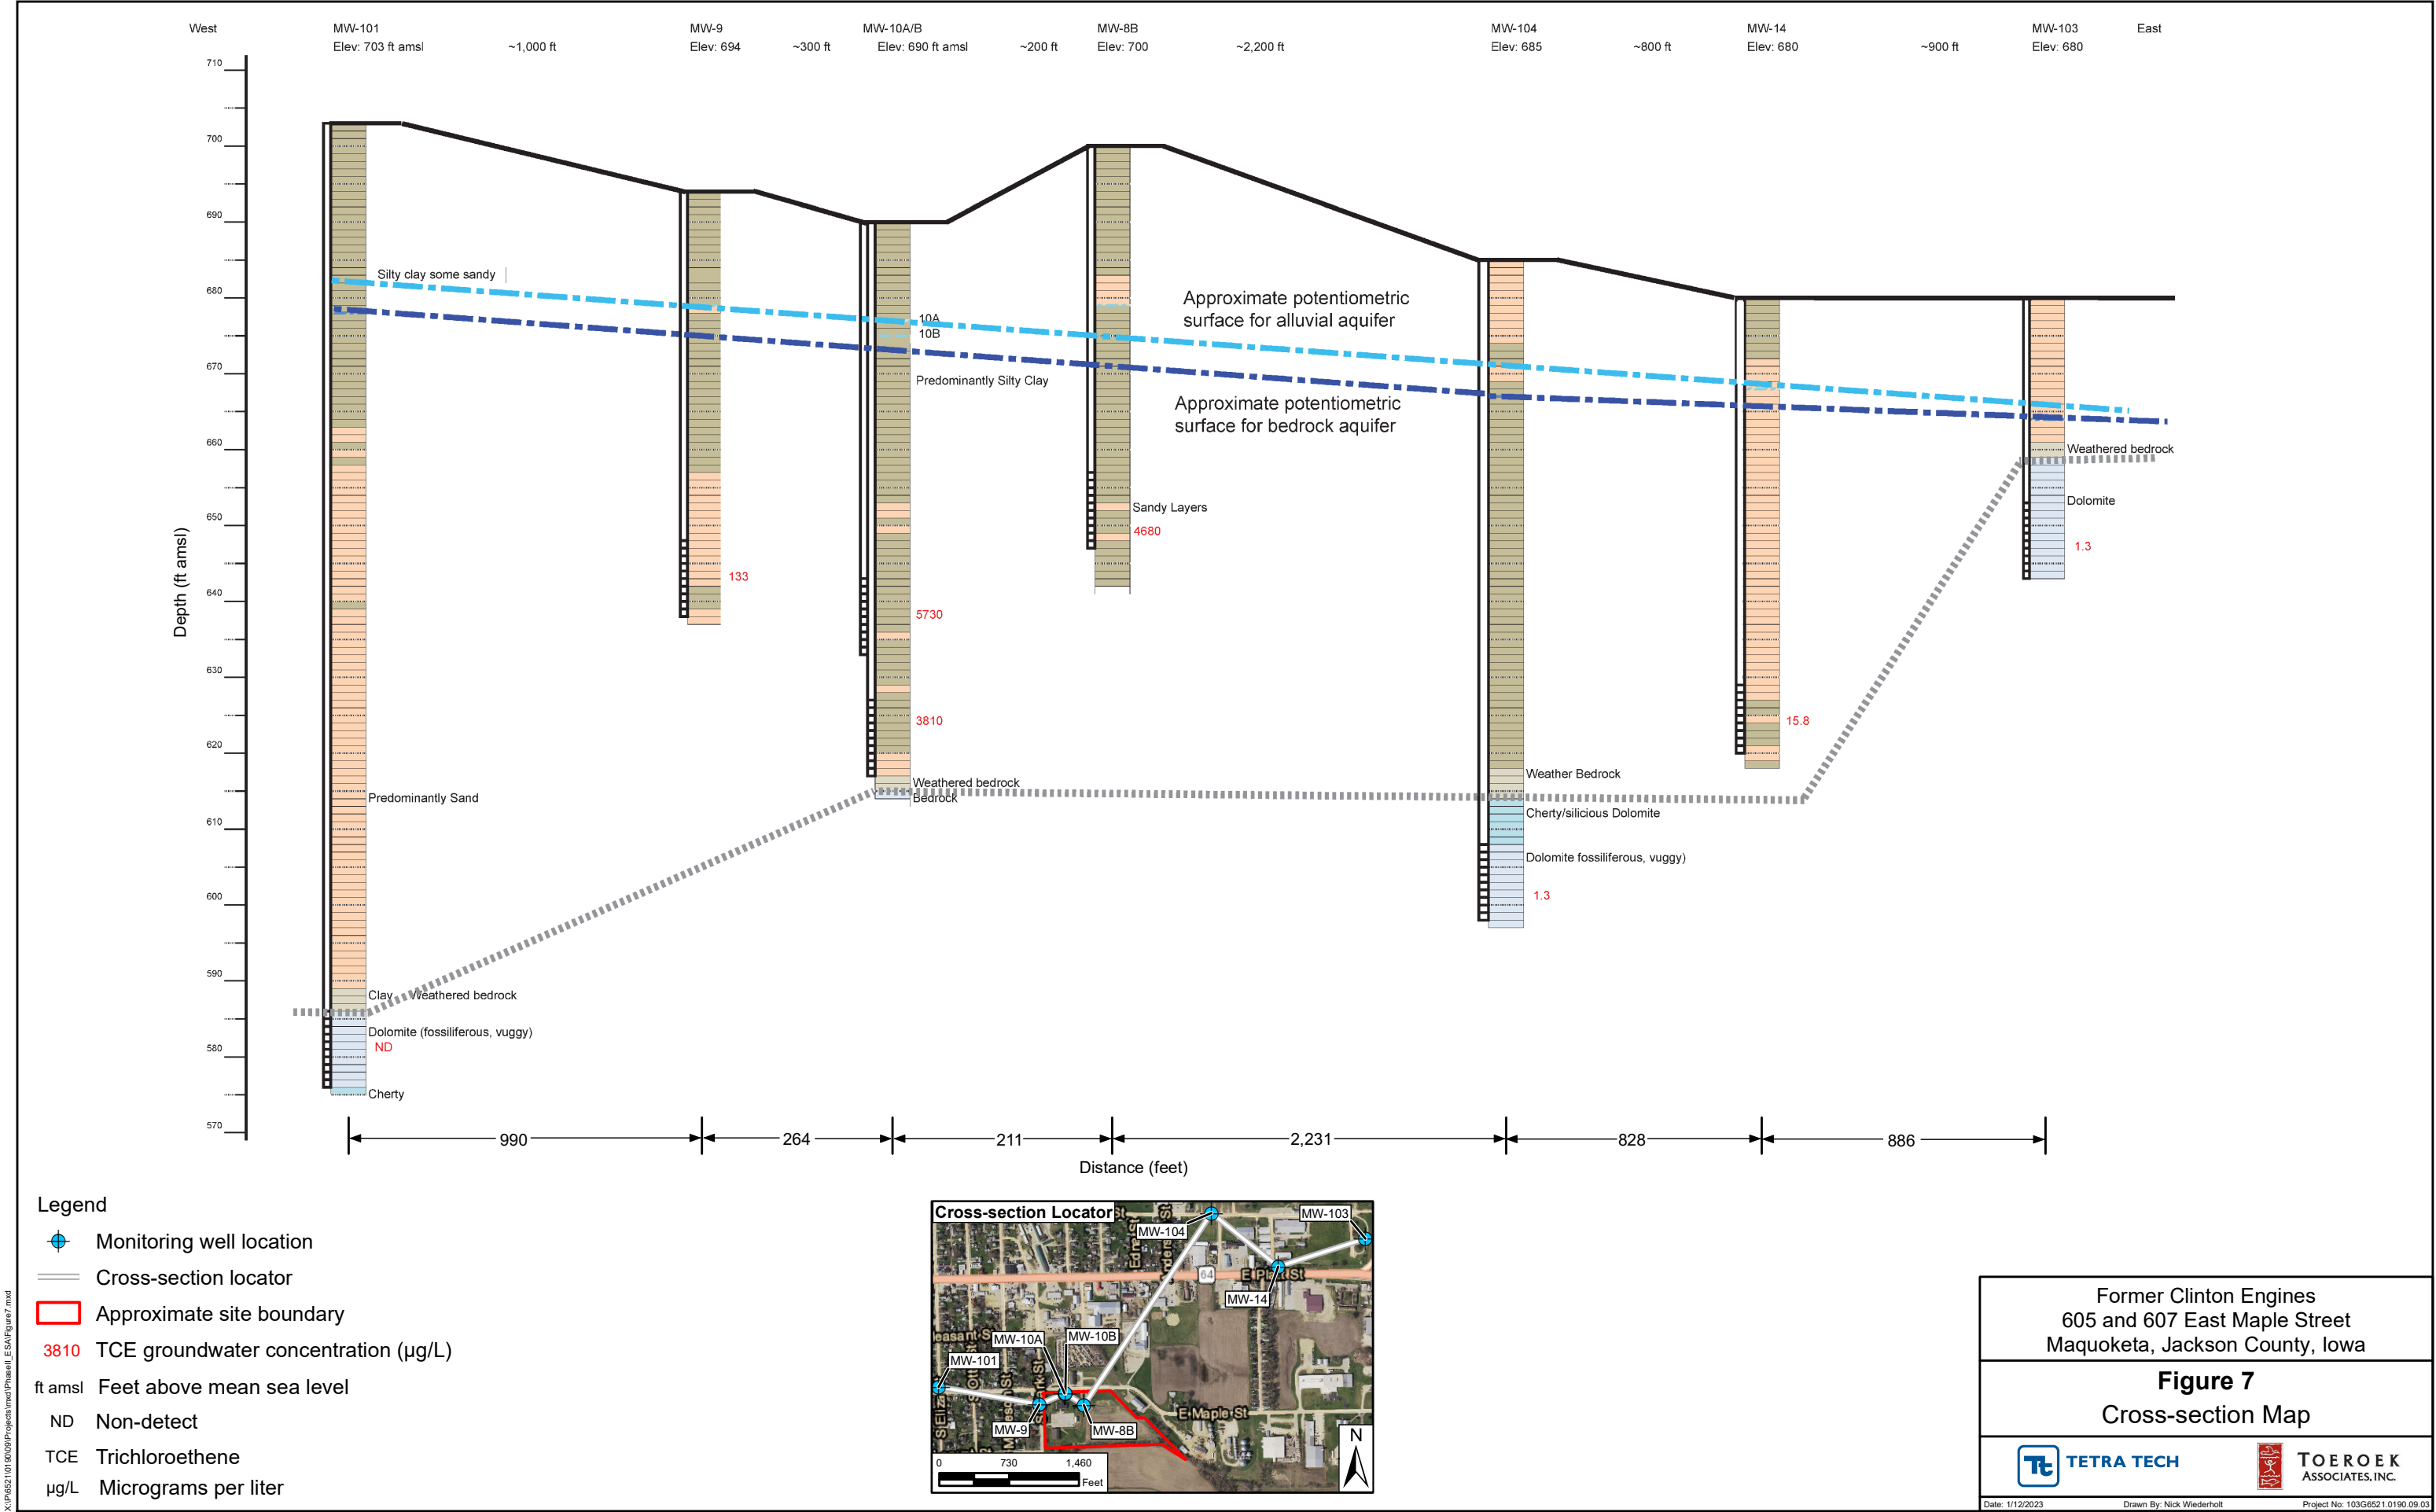 West
MW-101
MW-9
MW-10A/B
MW-8B
MW-104
MW-14
MW-103
East
Elev: 703 ft amsl
~1,000 ft
Elev: 694
~300 ft
Elev: 690 ft amsl
~200 ft
Elev: 700
~2,200 ft
Elev: 685
~800 ft
Elev: 680
~900 ft
Elev: 680
710
700
690
680
670
660
650
640
630
620
610
600
590
580
570
Depth (ft amsl)
Silty clay some sandy
Approximate potentiometric
surface for alluvial aquifer
10A
10B
Predominantly Silty Clay
Approximate potentiometric
surface for bedrock aquifer
Weathered bedrock
Dolomite
1.3
Sandy Layers
4680
133
5730
3810
15.8
Weathered bedrock
Bedrock
Weather Bedrock
Cherty/silicious Dolomite
Dolomite fossiliferous, vuggy)
1.3
Predominantly Sand
Clay Weathered bedrock
Dolomite (fossiliferous, vuggy)
ND
Cherty
990
264
211
2,231
828
886
Distance (feet)
Legend
Monitoring well location
Cross-section locator
Approximate site boundary
3810 TCE groundwater concentration (µg/L)
ft amsl Feet above mean sea level
ND Non-detect
TCE Trichloroethene
µg/L Micrograms per liter
Cross-section Locator
MW-104
MW-103
64
MW-14
MW-10A
MW-10B
MW-101
MW-9
MW-8B
E Maple St
N
0 730 1,460
Feet
Former Clinton Engines
605 and 607 East Maple Street
Maquoketa, Jackson County, Iowa
Figure 7
Cross-section Map
Tt TETRA TECH
TOEROEK
ASSOCIATES, INC.
Date: 1/12/2023
Drawn By: Nick Wiederholt
Project No: 103G6521.0190.09.03